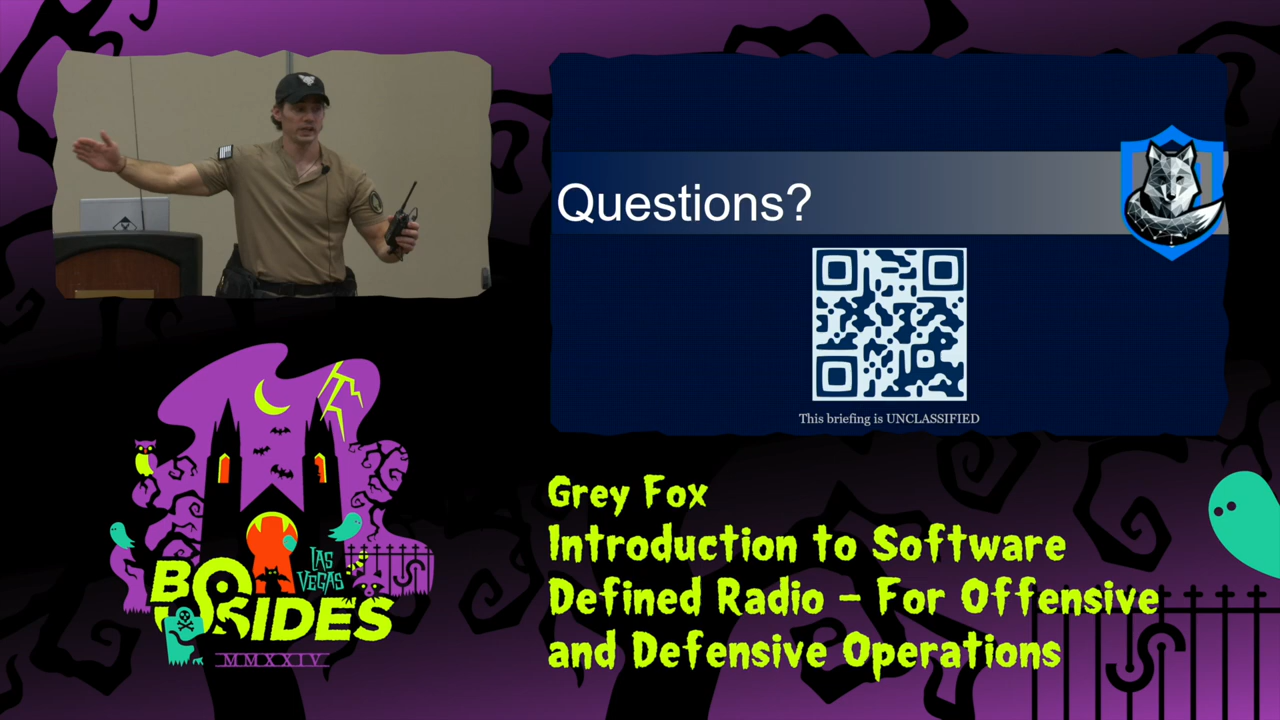 Questions?
This briefing is UNCLASSIFIED
LAS
VEGAS
BSIDES
MMXXIV
Grey Fox
Introduction to Software
Defined Radio – For Offensive
and Defensive Operations